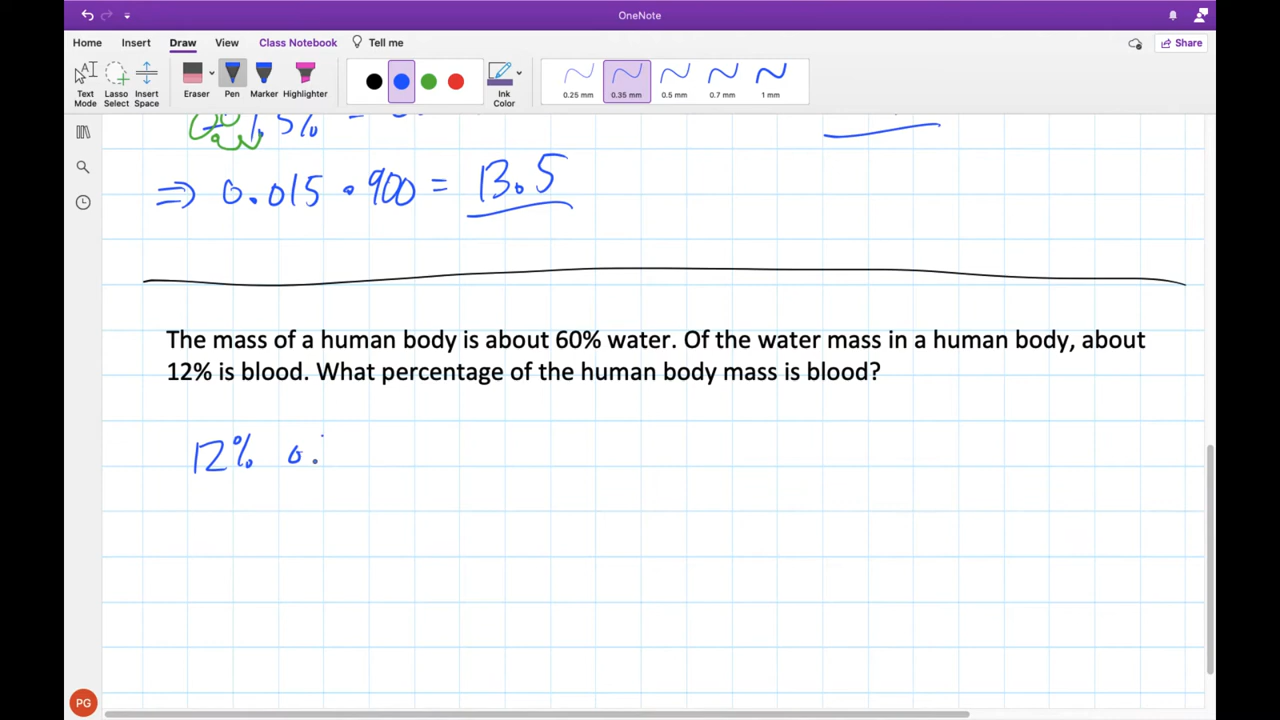 OneNote
Home Insert Draw View Class Notebook Tell me Share
Text Mode Lasso Select Insert Space Eraser Pen Marker Highlighter Ink Color 0.25 mm 0.35 mm 0.5 mm 0.7 mm 1 mm
.5% =
⇒ 0.015 · 900 = 13.5
The mass of a human body is about 60% water. Of the water mass in a human body, about
12% is blood. What percentage of the human body mass is blood?
12%
PG